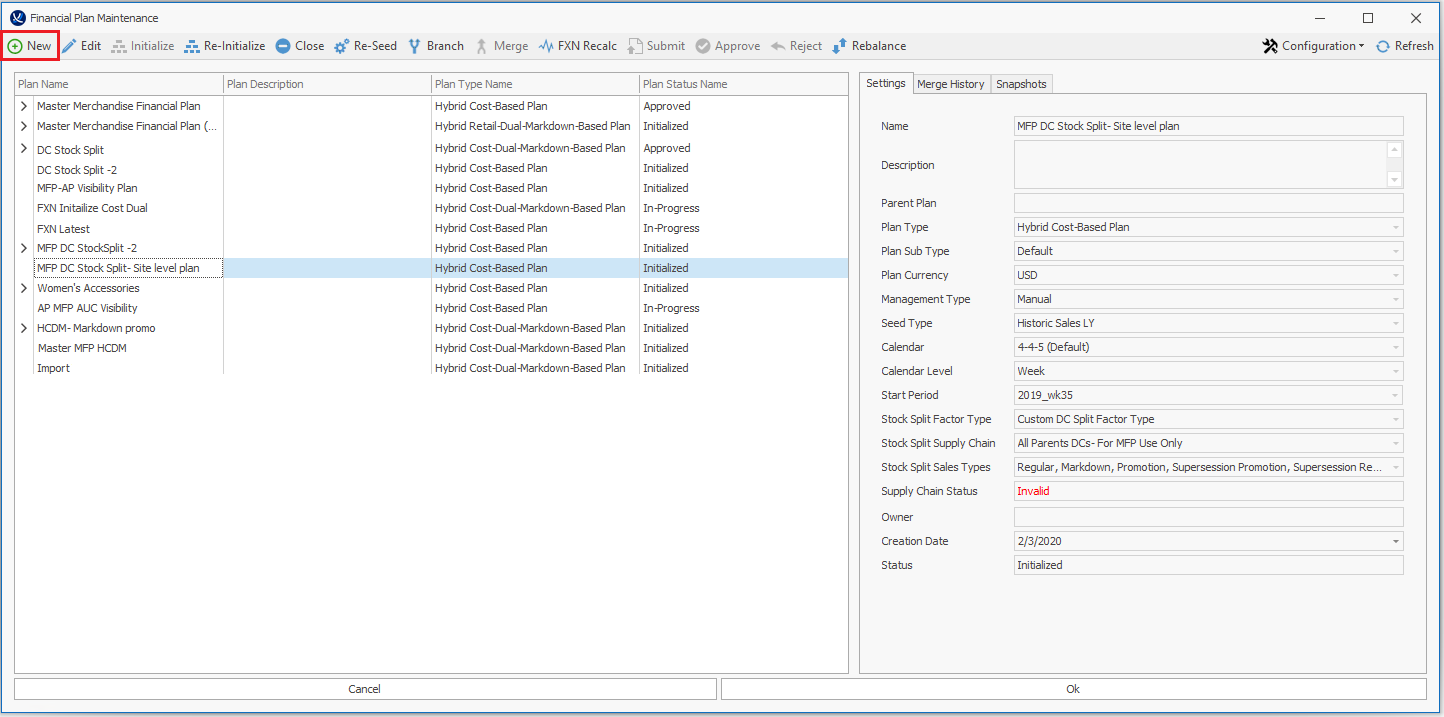 Financial Plan Maintenance
New Edit Initialize Re-Initialize Close Re-Seed Branch Merge FXN Recalc Submit Approve Reject Rebalance Configuration Refresh
Plan Name Plan Description Plan Type Name Plan Status Name
Master Merchandise Financial Plan Hybrid Cost-Based Plan Approved
Master Merchandise Financial Plan (... Hybrid Retail-Dual-Markdown-Based Plan Initialized
DC Stock Split Hybrid Cost-Dual-Markdown-Based Plan Approved
DC Stock Split -2 Hybrid Cost-Based Plan Initialized
MFP-AP Visibility Plan Hybrid Cost-Based Plan Initialized
FXN Initailize Cost Dual Hybrid Cost-Dual-Markdown-Based Plan In-Progress
FXN Latest Hybrid Cost-Based Plan In-Progress
MFP DC StockSplit -2 Hybrid Cost-Based Plan Initialized
MFP DC Stock Split- Site level plan Hybrid Cost-Based Plan Initialized
Women's Accessories Hybrid Cost-Based Plan Initialized
AP MFP AUC Visibility Hybrid Cost-Based Plan In-Progress
HCDM- Markdown promo Hybrid Cost-Dual-Markdown-Based Plan Initialized
Master MFP HCDM Hybrid Cost-Dual-Markdown-Based Plan Initialized
Import Hybrid Cost-Dual-Markdown-Based Plan Initialized
Settings Merge History Snapshots
Name MFP DC Stock Split- Site level plan
Description
Parent Plan
Plan Type Hybrid Cost-Based Plan
Plan Sub Type Default
Plan Currency USD
Management Type Manual
Seed Type Historic Sales LY
Calendar 4-4-5 (Default)
Calendar Level Week
Start Period 2019_wk35
Stock Split Factor Type Custom DC Split Factor Type
Stock Split Supply Chain All Parents DCs- For MFP Use Only
Stock Split Sales Types Regular, Markdown, Promotion, Supersession Promotion, Supersession Re...
Supply Chain Status Invalid
Owner
Creation Date 2/3/2020
Status Initialized
Cancel Ok